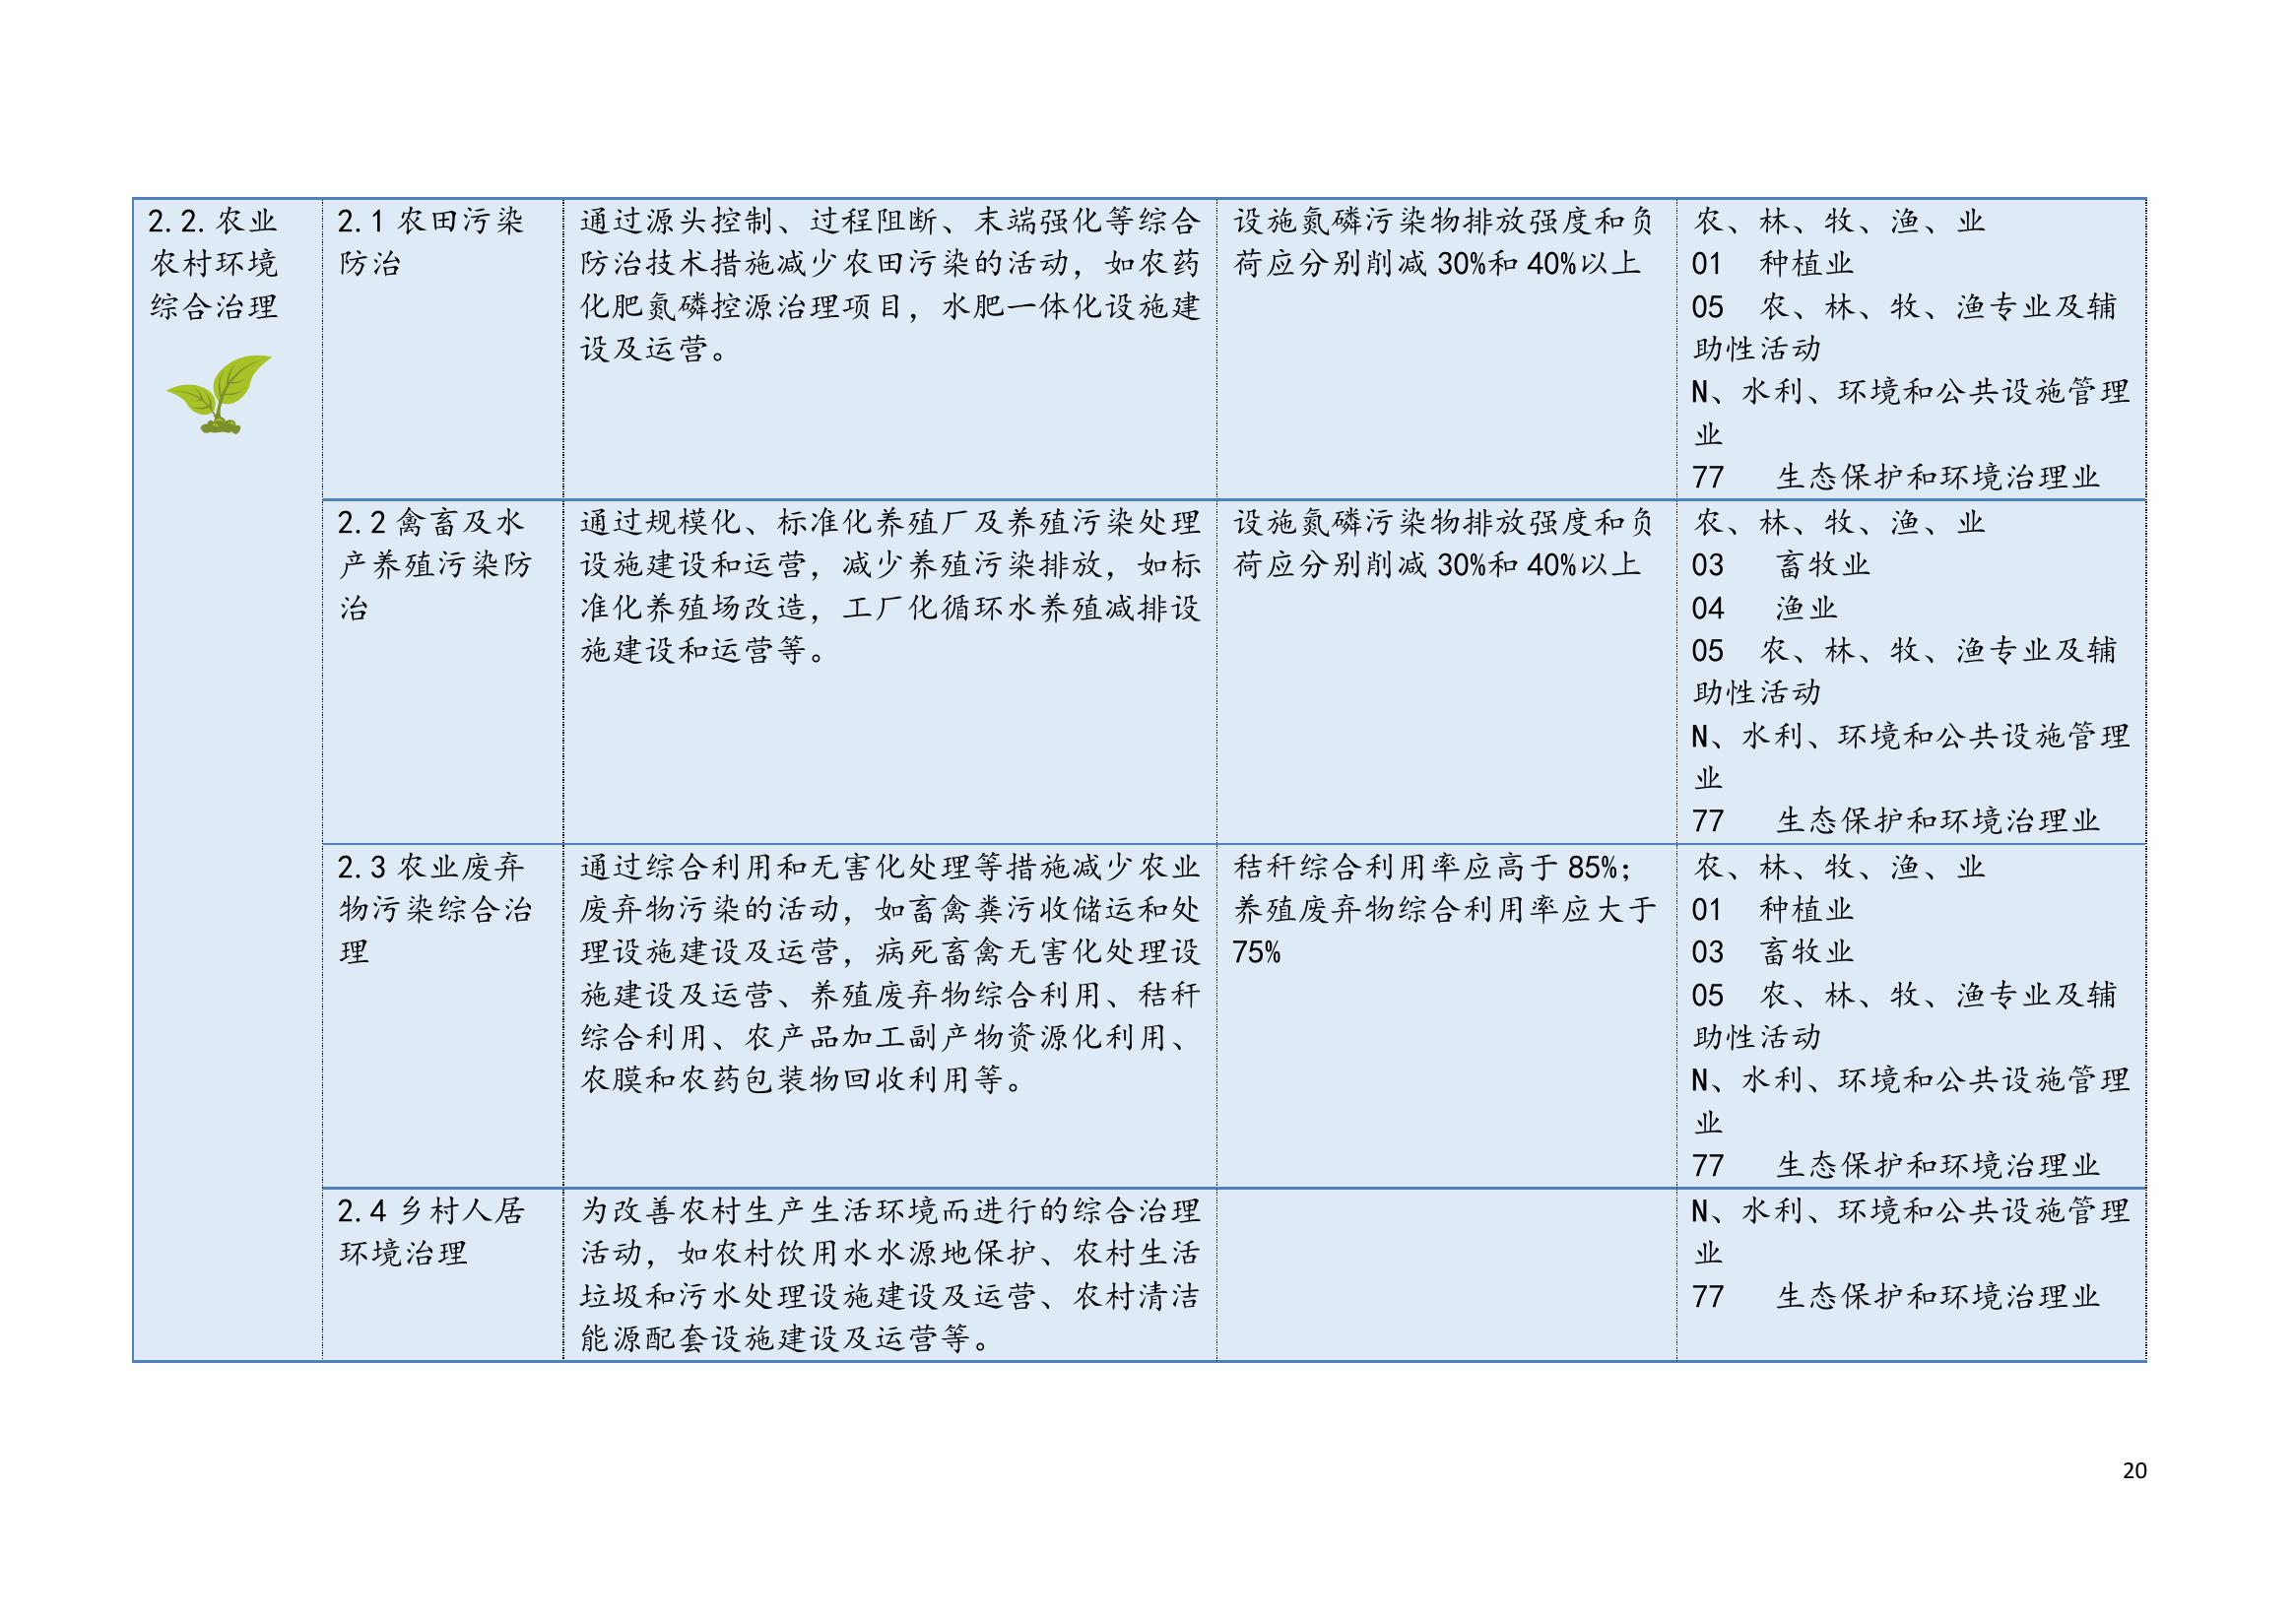 2.2.农业
农村环境
综合治理
2.1 农田污染
防治
通过源头控制、过程阻断、末端强化等综合
防治技术措施减少农田污染的活动，如农药
化肥氮磷控源治理项目，水肥一体化设施建
设及运营。
设施氮磷污染物排放强度和负
荷应分别削减 30%和 40%以上
农、林、牧、渔、业
01 种植业
05 农、林、牧、渔专业及辅
助性活动
N、水利、环境和公共设施管理
业
77 生态保护和环境治理业
2.2 禽畜及水
产养殖污染防
治
通过规模化、标准化养殖厂及养殖污染处理
设施建设和运营，减少养殖污染排放，如标
准化养殖场改造，工厂化循环水养殖减排设
施建设和运营等。
设施氮磷污染物排放强度和负
荷应分别削减 30%和 40%以上
农、林、牧、渔、业
03 畜牧业
04 渔业
05 农、林、牧、渔专业及辅
助性活动
N、水利、环境和公共设施管理
业
77 生态保护和环境治理业
2.3 农业废弃
物污染综合治
理
通过综合利用和无害化处理等措施减少农业
废弃物污染的活动，如畜禽粪污收储运和处
理设施建设及运营，病死畜禽无害化处理设
施建设及运营、养殖废弃物综合利用、秸秆
综合利用、农产品加工副产物资源化利用、
农膜和农药包装物回收利用等。
秸秆综合利用率应高于 85%；
养殖废弃物综合利用率应大于
75%
农、林、牧、渔、业
01 种植业
03 畜牧业
05 农、林、牧、渔专业及辅
助性活动
N、水利、环境和公共设施管理
业
77 生态保护和环境治理业
2.4 乡村人居
环境治理
为改善农村生产生活环境而进行的综合治理
活动，如农村饮用水水源地保护、农村生活
垃圾和污水处理设施建设及运营、农村清洁
能源配套设施建设及运营等。
N、水利、环境和公共设施管理
业
77 生态保护和环境治理业
20